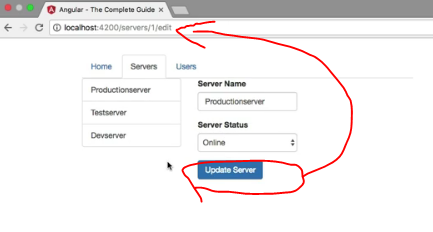 Angular - The Complete Guide
localhost:4200/servers/1/edit
Home Servers Users
Productionserver
Testserver
Devserver
Server Name
Productionserver
Server Status
Online
Update Server